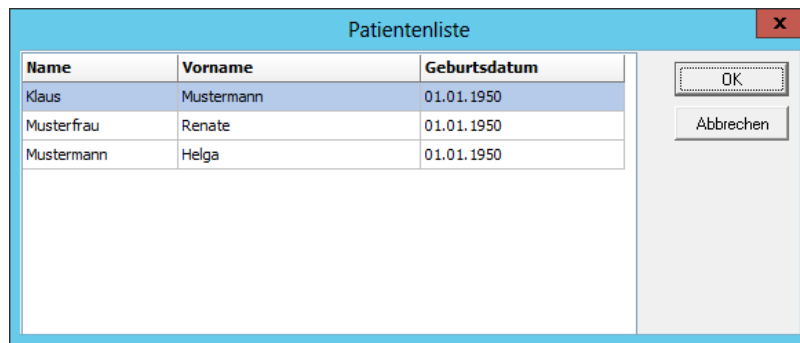 Patientenliste
x
Name Vorname Geburtsdatum
OK
Klaus Mustermann 01.01.1950
Musterfrau Renate 01.01.1950
Abbrechen
Mustermann Helga 01.01.1950